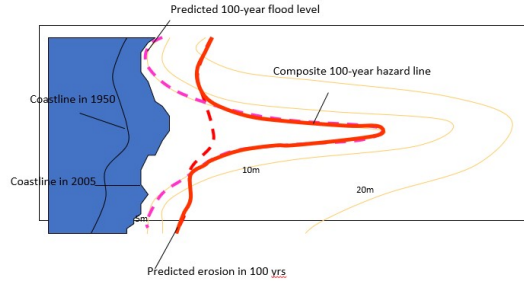 Predicted 100-year flood level
Composite 100-year hazard line
Coastline in 1950
10m
Coastline in 2005
20m
5m
Predicted erosion in 100 yrs